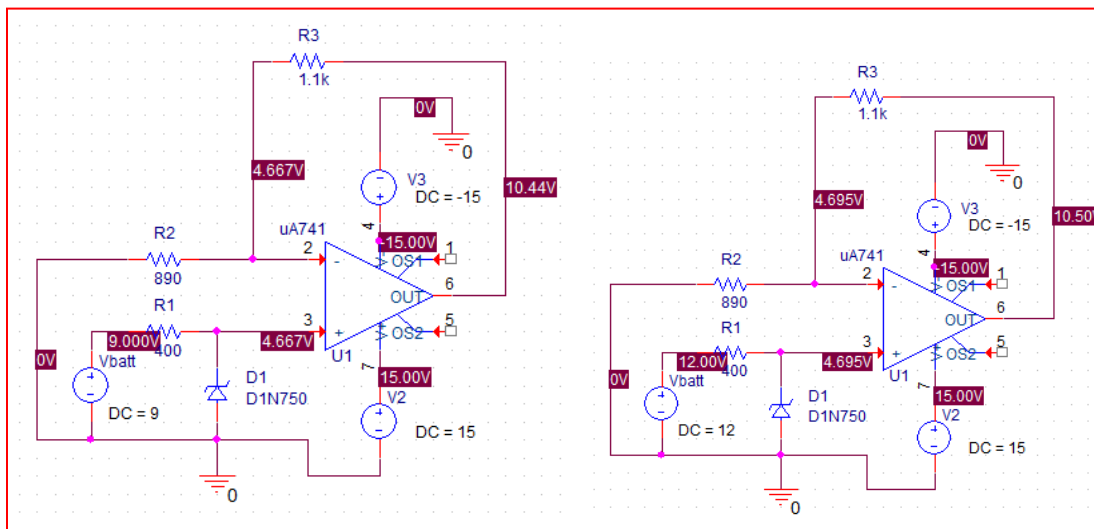 R3
1.1k
0V
0
4.667V
V3
DC = -15
10.44V
4
uA741
-15.00V
R2
2
-
OS1
1
890
6
OUT
R1
3
+
OS2
5
9.000V
400
4.667V
U1
0V
Vbatt
7
15.00V
D1
D1N750
V2
DC = 9
DC = 15
0
R3
1.1k
0V
0
4.695V
V3
DC = -15
10.50V
4
uA741
-15.00V
R2
2
-
OS1
1
890
6
OUT
R1
3
+
OS2
5
12.00V
400
4.695V
U1
0V
Vbatt
7
15.00V
D1
D1N750
V2
DC = 12
DC = 15
0